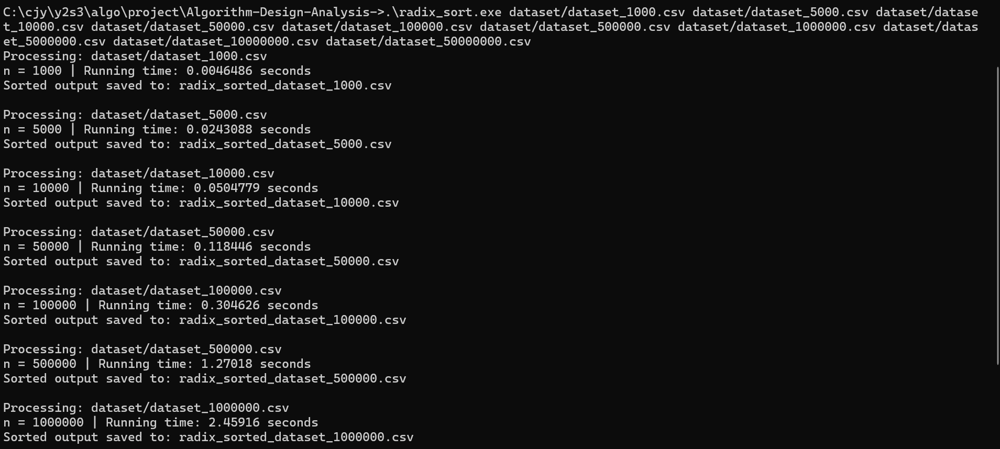 C:\cjy\y2s3\algo\project\Algorithm-Design-Analysis->.\radix_sort.exe dataset/dataset_1000.csv dataset/dataset_5000.csv dataset/datase
t_10000.csv dataset/dataset_50000.csv dataset/dataset_100000.csv dataset/dataset_500000.csv dataset/dataset_1000000.csv dataset/datas
et_5000000.csv dataset/dataset_10000000.csv dataset/dataset_50000000.csv
Processing: dataset/dataset_1000.csv
n = 1000 | Running time: 0.0046486 seconds
Sorted output saved to: radix_sorted_dataset_1000.csv
Processing: dataset/dataset_5000.csv
n = 5000 | Running time: 0.0243088 seconds
Sorted output saved to: radix_sorted_dataset_5000.csv
Processing: dataset/dataset_10000.csv
n = 10000 | Running time: 0.0504779 seconds
Sorted output saved to: radix_sorted_dataset_10000.csv
Processing: dataset/dataset_50000.csv
n = 50000 | Running time: 0.118446 seconds
Sorted output saved to: radix_sorted_dataset_50000.csv
Processing: dataset/dataset_100000.csv
n = 100000 | Running time: 0.304626 seconds
Sorted output saved to: radix_sorted_dataset_100000.csv
Processing: dataset/dataset_500000.csv
n = 500000 | Running time: 1.27018 seconds
Sorted output saved to: radix_sorted_dataset_500000.csv
Processing: dataset/dataset_1000000.csv
n = 1000000 | Running time: 2.45916 seconds
Sorted output saved to: radix_sorted_dataset_1000000.csv